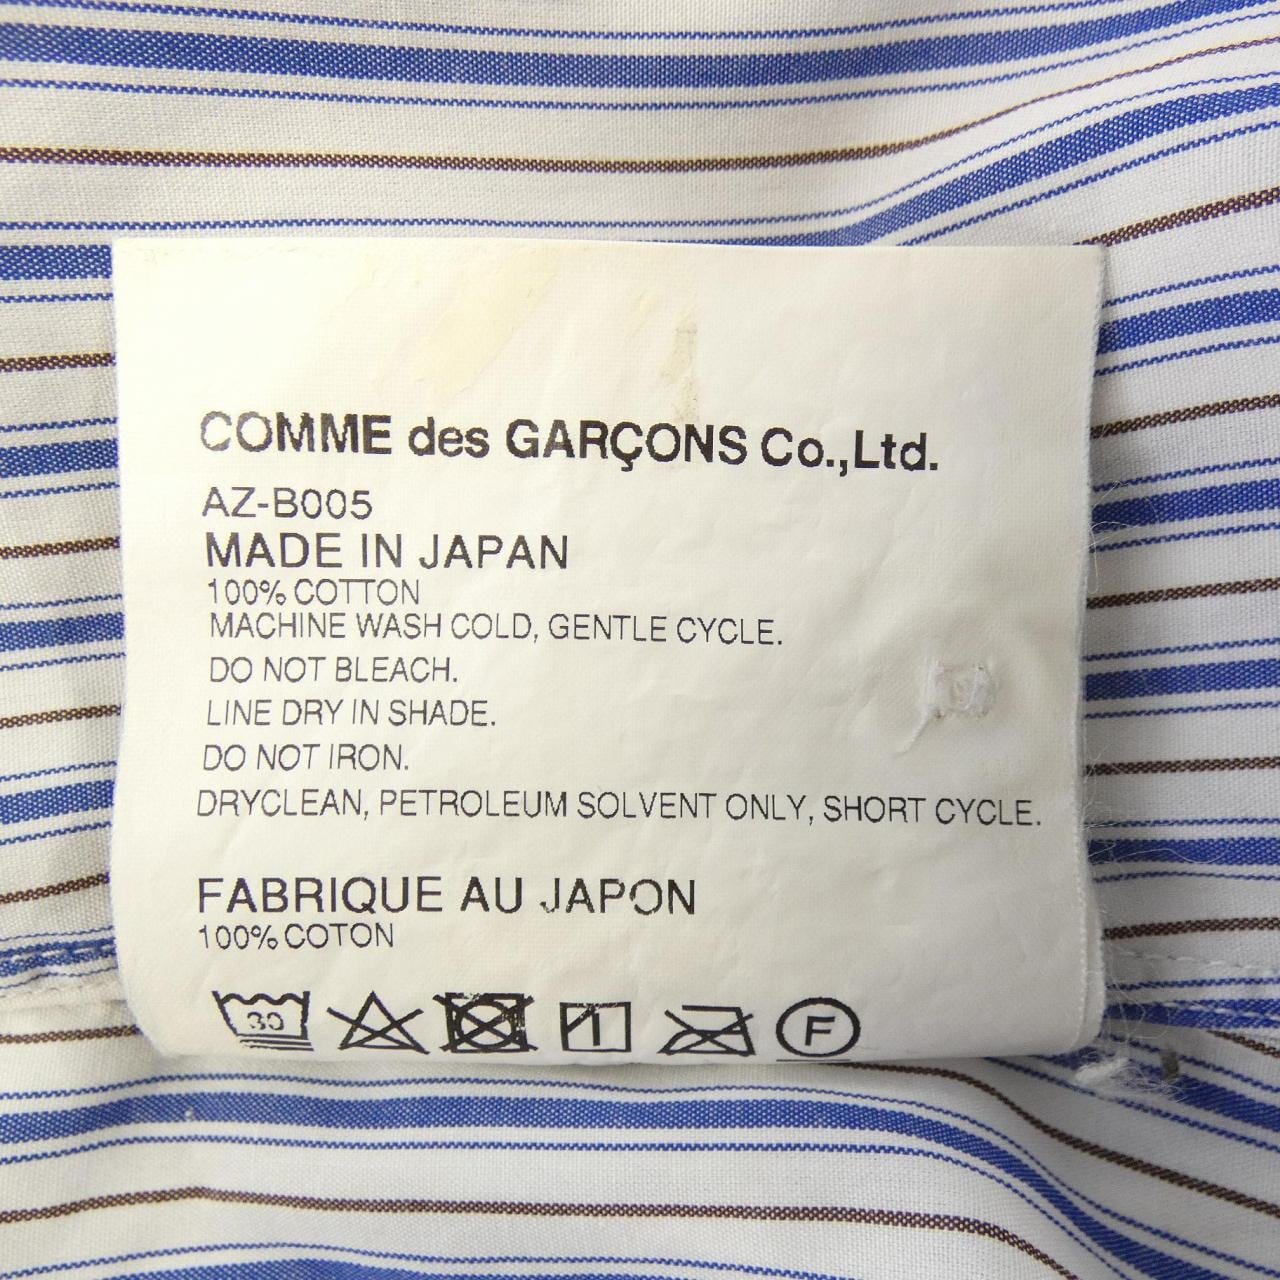 COMME des GARÇONS Co.,Ltd.
AZ-B005
MADE IN JAPAN
100% COTTON
MACHINE WASH COLD, GENTLE CYCLE.
DO NOT BLEACH.
LINE DRY IN SHADE.
DO NOT IRON.
DRYCLEAN, PETROLEUM SOLVENT ONLY, SHORT CYCLE.
FABRIQUE AU JAPON
100% COTON
30 F